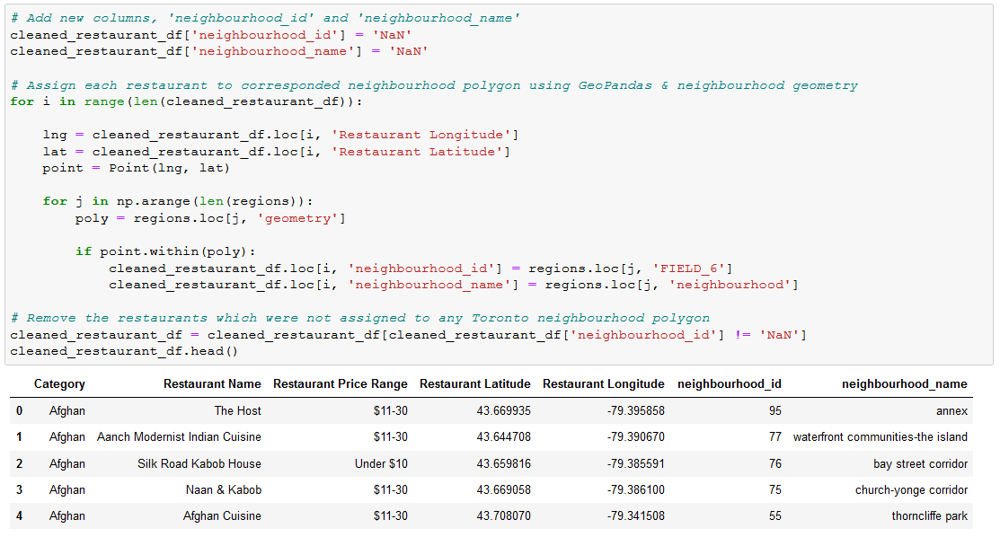 # Add new columns, 'neighbourhood_id' and 'neighbourhood_name'
cleaned_restaurant_df['neighbourhood_id'] = 'NaN'
cleaned_restaurant_df['neighbourhood_name'] = 'NaN'
# Assign each restaurant to corresponded neighbourhood polygon using GeoPandas & neighbourhood geometry
for i in range(len(cleaned_restaurant_df)):
    lng = cleaned_restaurant_df.loc[i, 'Restaurant Longitude']
    lat = cleaned_restaurant_df.loc[i, 'Restaurant Latitude']
    point = Point(lng, lat)
    for j in np.arange(len(regions)):
        poly = regions.loc[j, 'geometry']
        if point.within(poly):
            cleaned_restaurant_df.loc[i, 'neighbourhood_id'] = regions.loc[j, 'FIELD_6']
            cleaned_restaurant_df.loc[i, 'neighbourhood_name'] = regions.loc[j, 'neighbourhood']
# Remove the restaurants which were not assigned to any Toronto neighbourhood polygon
cleaned_restaurant_df = cleaned_restaurant_df[cleaned_restaurant_df['neighbourhood_id'] != 'NaN']
cleaned_restaurant_df.head()
Category Restaurant Name Restaurant Price Range Restaurant Latitude Restaurant Longitude neighbourhood_id neighbourhood_name
0 Afghan The Host $11-30 43.669935 -79.395858 95 annex
1 Afghan Aanch Modernist Indian Cuisine $11-30 43.644708 -79.390670 77 waterfront communities-the island
2 Afghan Silk Road Kabob House Under $10 43.659816 -79.385591 76 bay street corridor
3 Afghan Naan & Kabob $11-30 43.669058 -79.386100 75 church-yonge corridor
4 Afghan Afghan Cuisine $11-30 43.708070 -79.341508 55 thorncliffe park